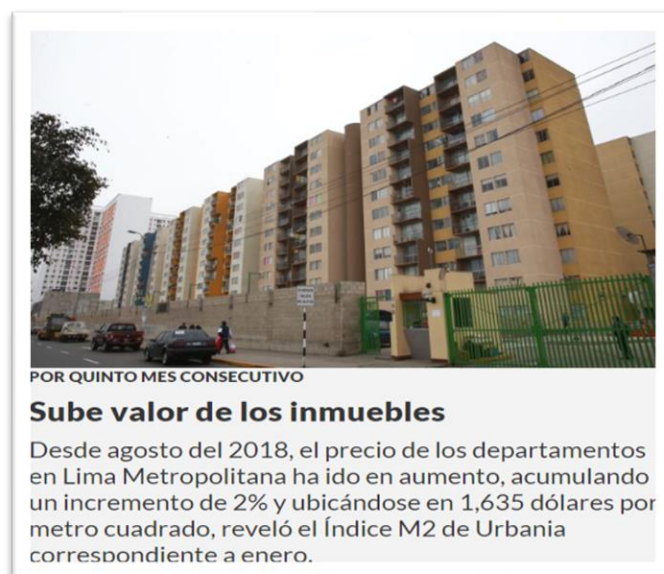 POR QUINTO MES CONSECUTIVO
Sube valor de los inmuebles
Desde agosto del 2018, el precio de los departamentos
en Lima Metropolitana ha ido en aumento, acumulando
un incremento de 2% y ubicándose en 1,635 dólares por
metro cuadrado, reveló el Índice M2 de Urbania
correspondiente a enero.